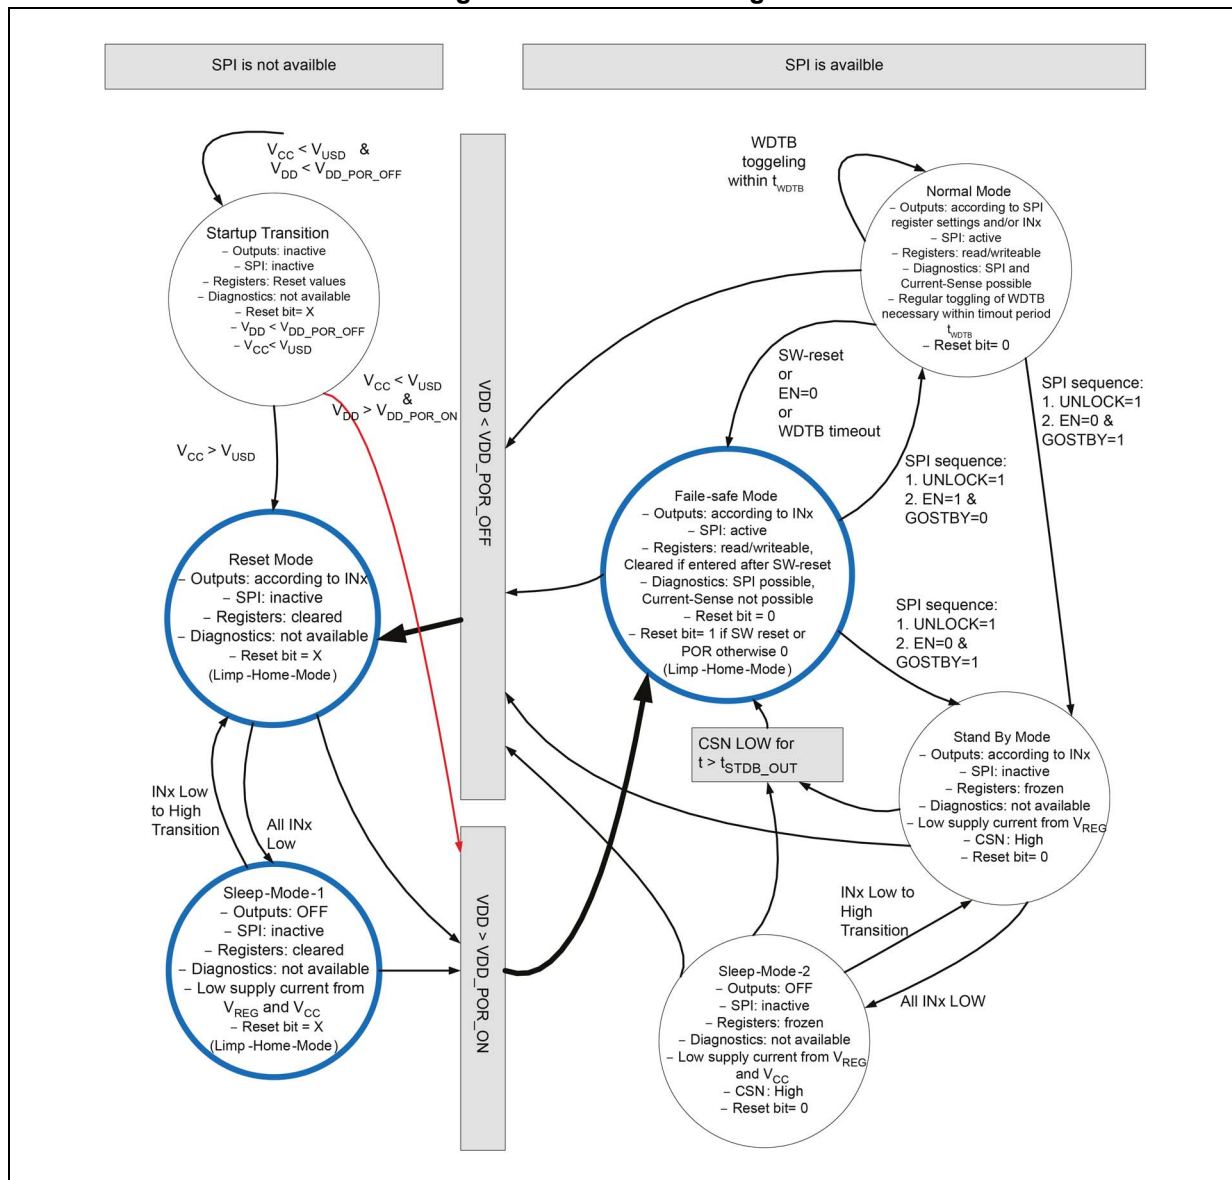 SPI is not availble
SPI is availble
V_CC < V_USD &
V_DD < V_DD_POR_OFF
Startup Transition
– Outputs: inactive
– SPI: inactive
– Registers: Reset values
– Diagnostics: not available
– Reset bit= X
– V_DD < V_DD_POR_OFF
– V_CC< V_USD
V_CC < V_USD
&
V_DD > V_DD_POR_ON
V_CC > V_USD
Reset Mode
– Outputs: according to INx
– SPI: inactive
– Registers: cleared
– Diagnostics: not available
– Reset bit = X
(Limp-Home-Mode)
INx Low
to High
Transition
All INx
Low
Sleep-Mode-1
– Outputs: OFF
– SPI: inactive
– Registers: cleared
– Diagnostics: not available
– Low supply current from
V_REG and V_CC
– Reset bit = X
(Limp-Home-Mode)
VDD < VDD_POR_OFF
VDD > VDD_POR_ON
WDTB
toggeling
within t_WDTB
Normal Mode
– Outputs: according to SPI
register settings and/or INx
– SPI: active
– Registers: read/writeable
– Diagnostics: SPI and
Current-Sense possible
– Regular toggling of WDTB
necessary within timeout period
t_WDTB
– Reset bit= 0
SW-reset
or
EN=0
or
WDTB timeout
SPI sequence:
1. UNLOCK=1
2. EN=0 &
GOSTBY=1
SPI sequence:
1. UNLOCK=1
2. EN=1 &
GOSTBY=0
Faile-safe Mode
– Outputs: according to INx
– SPI: active
– Registers: read/writeable,
Cleared if entered after SW-reset
– Diagnostics: SPI possible,
Current-Sense not possible
– Reset bit = 0
– Reset bit= 1 if SW reset or
POR otherwise 0
(Limp-Home-Mode)
SPI sequence:
1. UNLOCK=1
2. EN=0 &
GOSTBY=1
CSN LOW for
t > t_STDB_OUT
Stand By Mode
– Outputs: according to INx
– SPI: inactive
– Registers: frozen
– Diagnostics: not available
– Low supply current from V_REG
– CSN: High
– Reset bit= 0
INx Low to
High
Transition
All INx LOW
Sleep-Mode-2
– Outputs: OFF
– SPI: inactive
– Registers: frozen
– Diagnostics: not available
– Low supply current from V_REG
and V_CC
– CSN: High
– Reset bit= 0